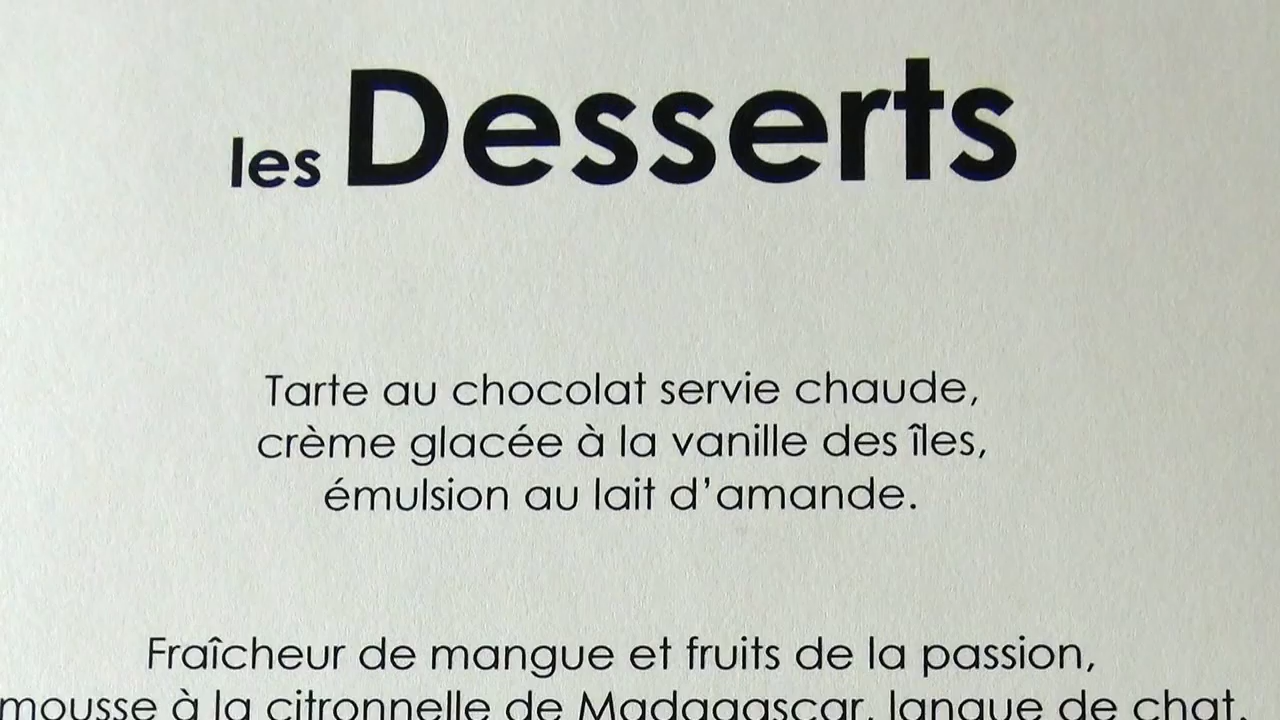 les Desserts
Tarte au chocolat servie chaude,
crème glacée à la vanille des îles,
émulsion au lait d’amande.
Fraîcheur de mangue et fruits de la passion,
mousse à la citronnelle de Madagascar, langue de chat.